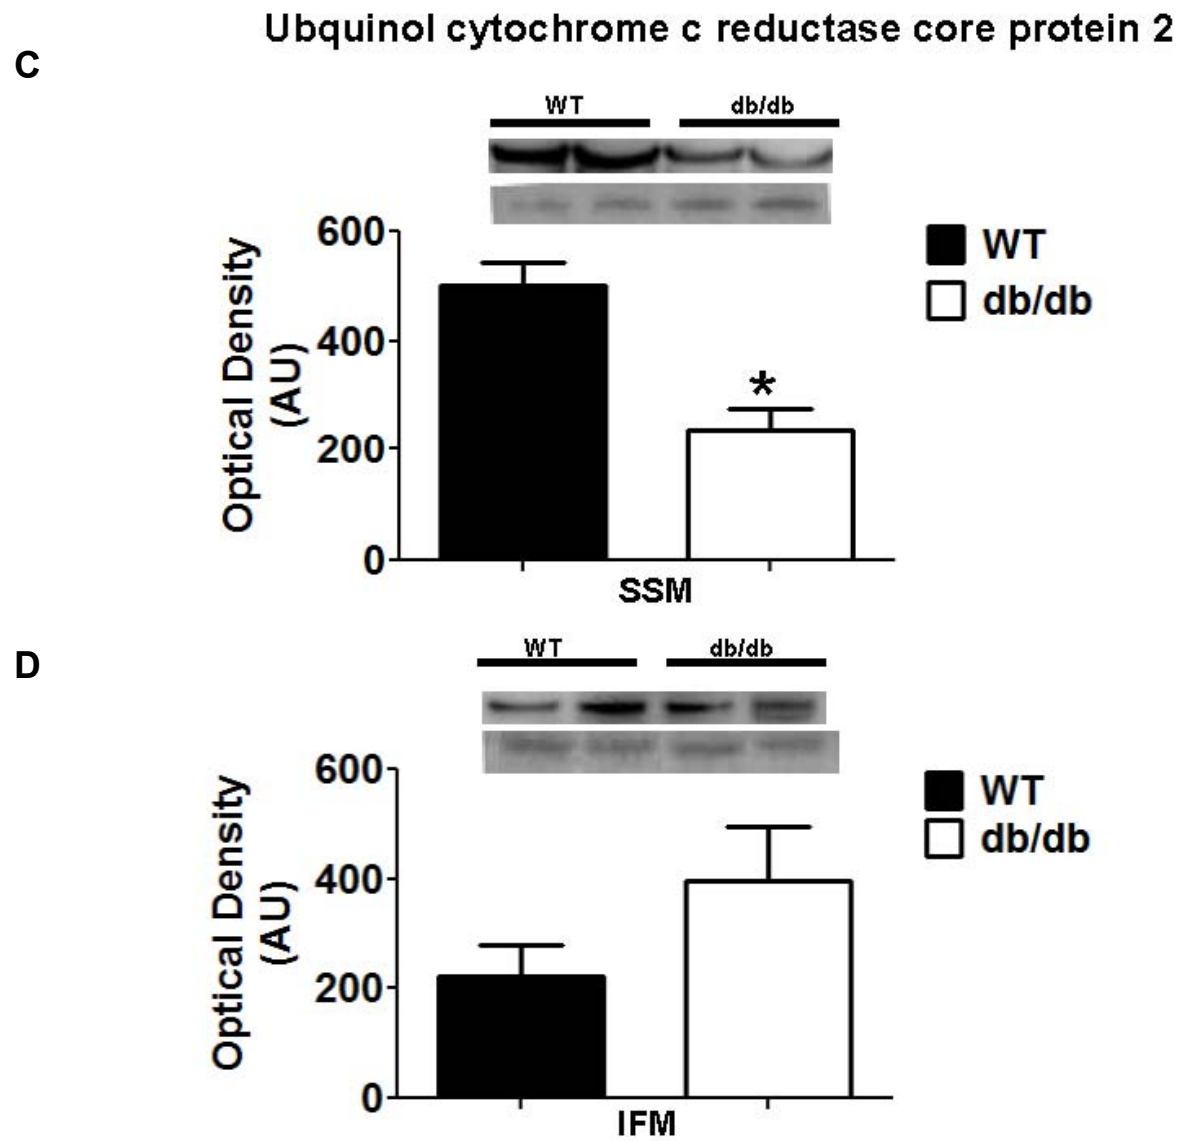 Ubquinol cytochrome c reductase core protein 2
C
WT db/db
600
400
200
0
Optical Density
(AU)
*
WT
db/db
SSM
D
WT db/db
600
400
200
0
Optical Density
(AU)
WT
db/db
IFM